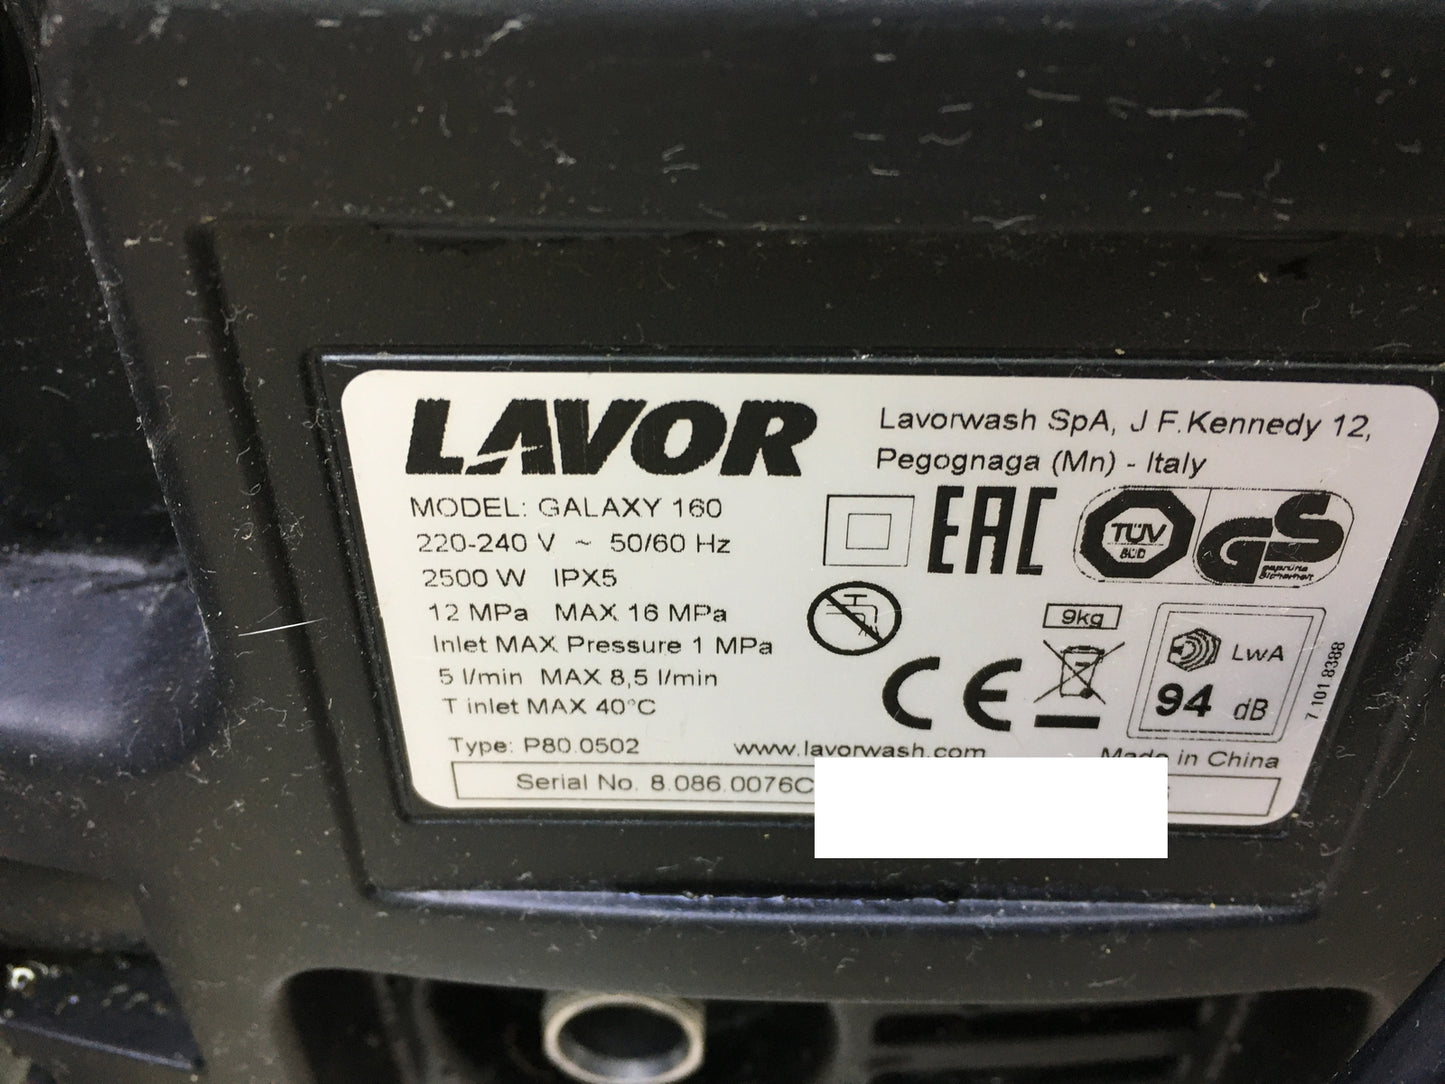 LAVOR
Lavorwash SpA, J F.Kennedy 12,
Pegognaga (Mn) - Italy
MODEL: GALAXY 160
220-240 V ~ 50/60 Hz
2500 W IPX5
12 MPa MAX 16 MPa
Inlet MAX Pressure 1 MPa
5 l/min MAX 8,5 l/min
T inlet MAX 40°C
EAC
TÜV
SÜD
GS
geprüfte
Sicherheit
9kg
CE
LwA
94 dB
7 101 8388
Type: P80.0502
www.lavorwash.com
Made in China
Serial No. 8.086.0076C